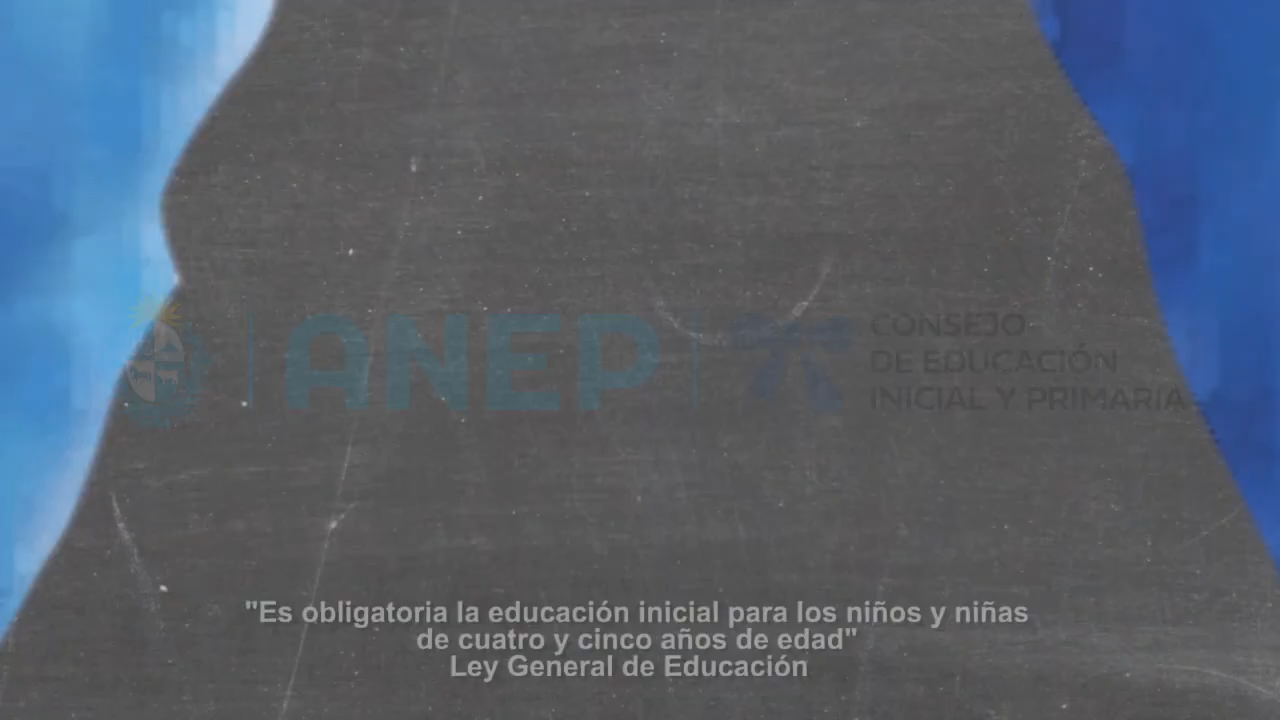 ANEP
CONSEJO
DE EDUCACIÓN
INICIAL Y PRIMARIA
"Es obligatoria la educación inicial para los niños y niñas
de cuatro y cinco años de edad"
Ley General de Educación